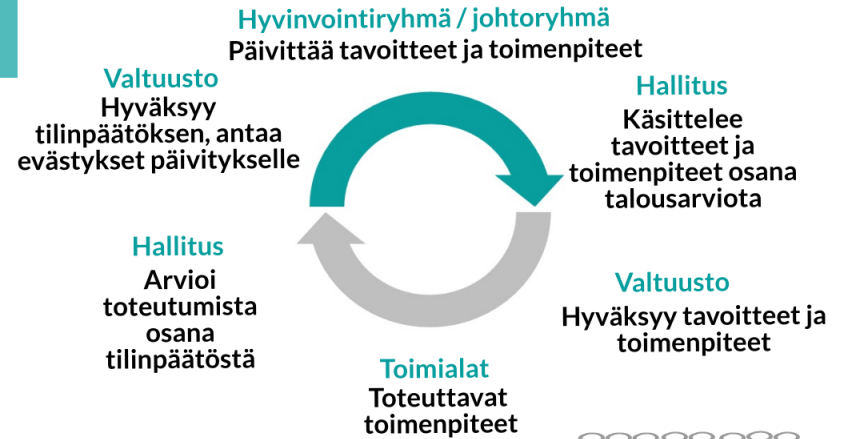 Hyvinvointiryhmä / johtoryhmä
Päivittää tavoitteet ja toimenpiteet
Hallitus
Käsittelee
tavoitteet ja
toimenpiteet osana
talousarviota
Valtuusto
Hyväksyy tavoitteet ja
toimenpiteet
Toimialat
Toteuttavat
toimenpiteet
Hallitus
Arvioi
toteutumista
osana
tilinpäätöstä
Valtuusto
Hyväksyy
tilinpäätöksen, antaa
evästykset päivitykselle